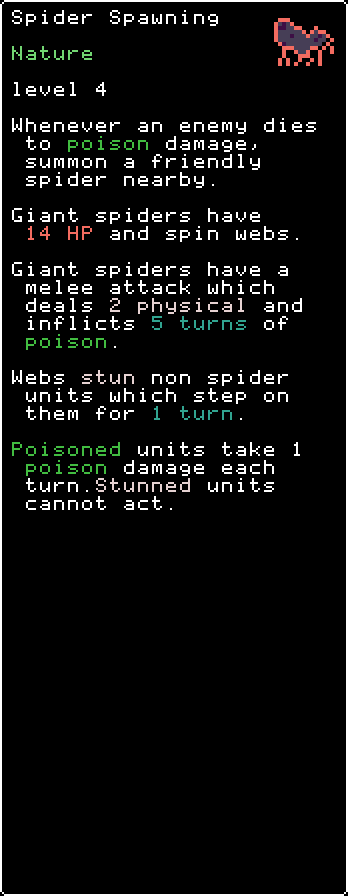 Spider Spawning
Nature
level 4
Whenever an enemy dies
to poison damage,
summon a friendly
spider nearby.
Giant spiders have
14 HP and spin webs.
Giant spiders have a
melee attack which
deals 2 physical and
inflicts 5 turns of
poison.
Webs stun non spider
units which step on
them for 1 turn.
Poisoned units take 1
poison damage each
turn.Stunned units
cannot act.